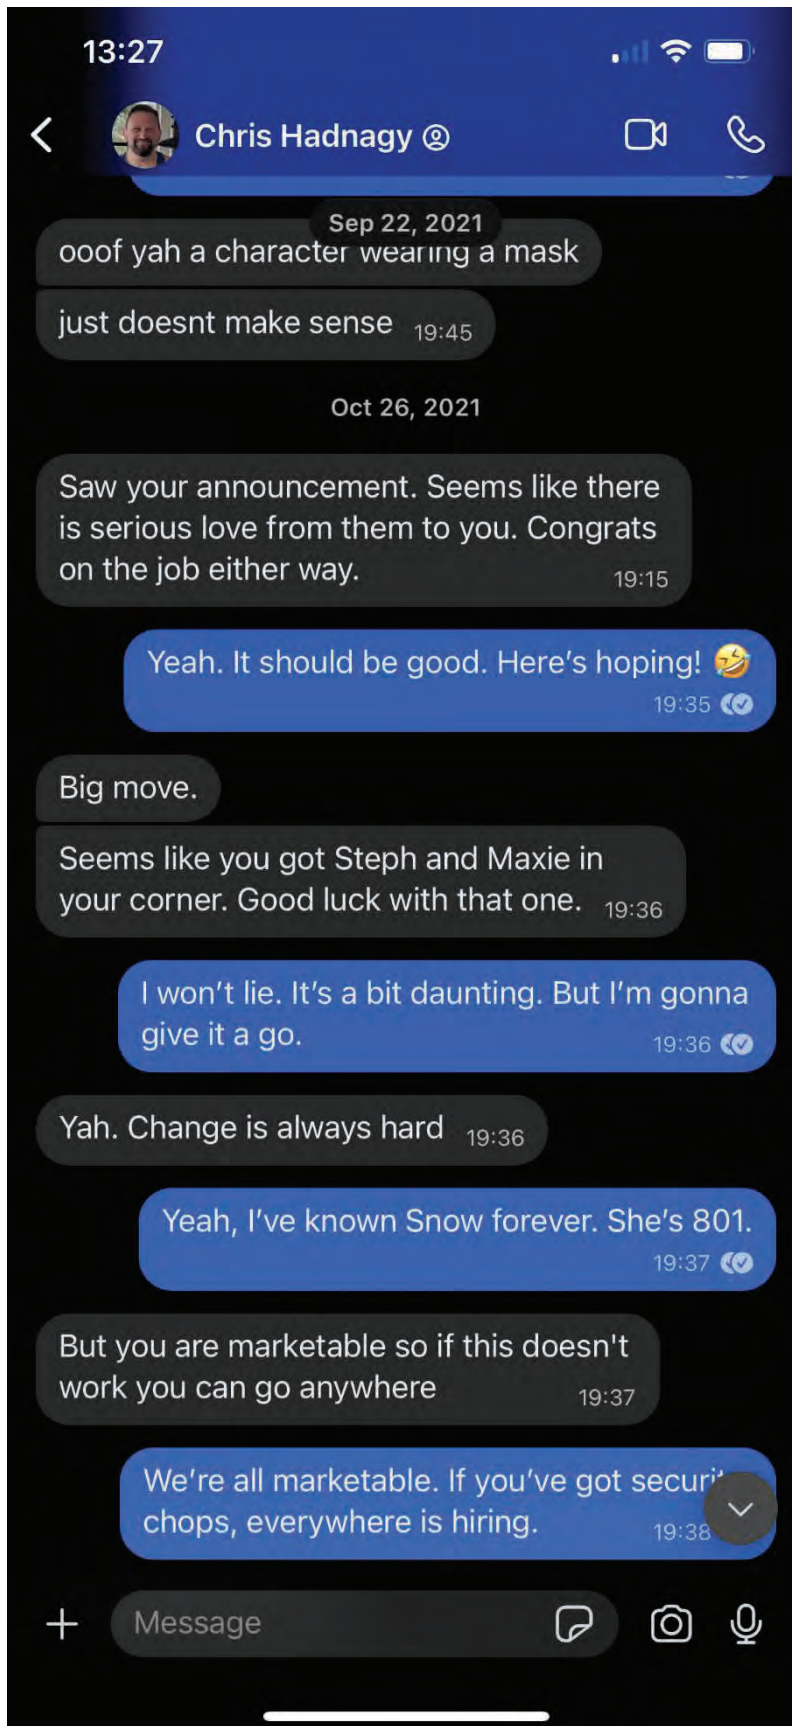 13:27
Chris Hadnagy
Sep 22, 2021
ooof yah a character wearing a mask
just doesnt make sense 19:45
Oct 26, 2021
Saw your announcement. Seems like there
is serious love from them to you. Congrats
on the job either way. 19:15
Yeah. It should be good. Here's hoping! 🤣
19:35
Big move.
Seems like you got Steph and Maxie in
your corner. Good luck with that one. 19:36
I won't lie. It's a bit daunting. But I'm gonna
give it a go. 19:36
Yah. Change is always hard 19:36
Yeah, I've known Snow forever. She's 801.
19:37
But you are marketable so if this doesn't
work you can go anywhere 19:37
We're all marketable. If you've got securit
chops, everywhere is hiring. 19:38
Message